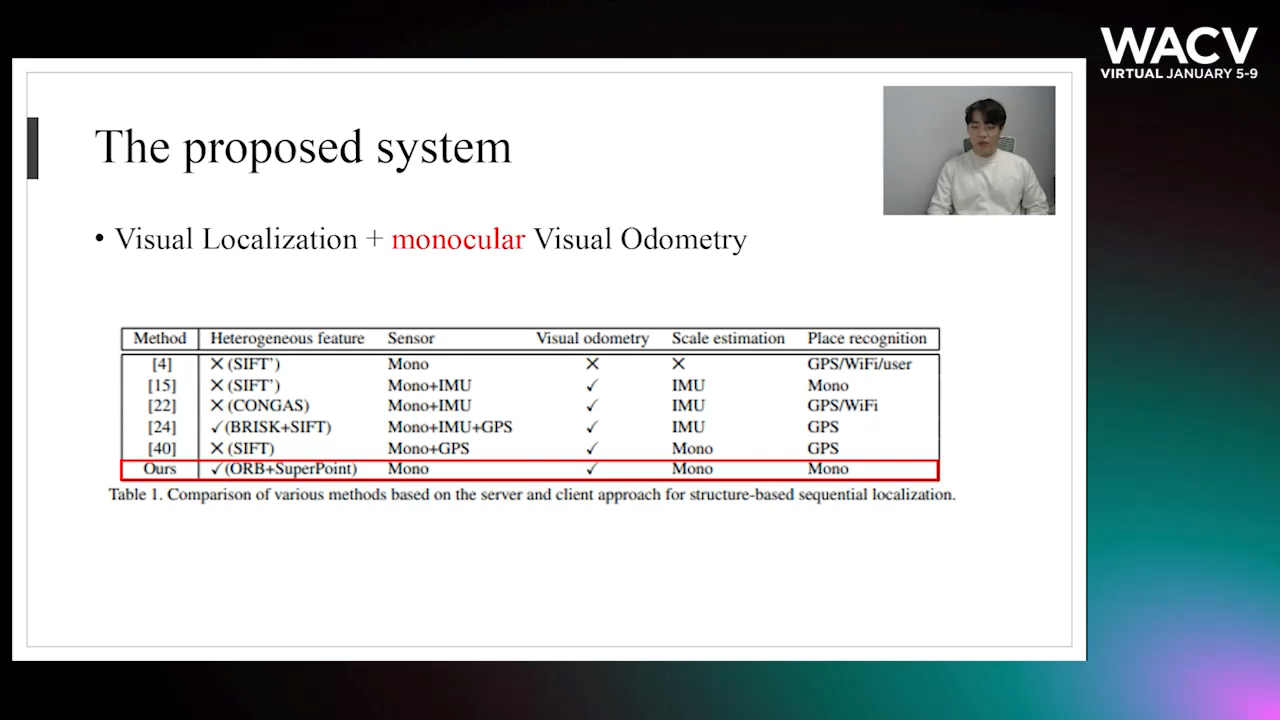 WACV
VIRTUAL JANUARY 5-9
The proposed system
• Visual Localization + monocular Visual Odometry
Method Heterogeneous feature Sensor Visual odometry Scale estimation Place recognition
[4] ✕ (SIFT') Mono ✕ ✕ GPS/WiFi/user
[15] ✕ (SIFT') Mono+IMU ✓ IMU Mono
[22] ✕ (CONGAS) Mono+IMU ✓ IMU GPS/WiFi
[24] ✓(BRISK+SIFT) Mono+IMU+GPS ✓ IMU GPS
[40] ✕ (SIFT) Mono+GPS ✓ Mono GPS
Ours ✓(ORB+SuperPoint) Mono ✓ Mono Mono
Table 1. Comparison of various methods based on the server and client approach for structure-based sequential localization.